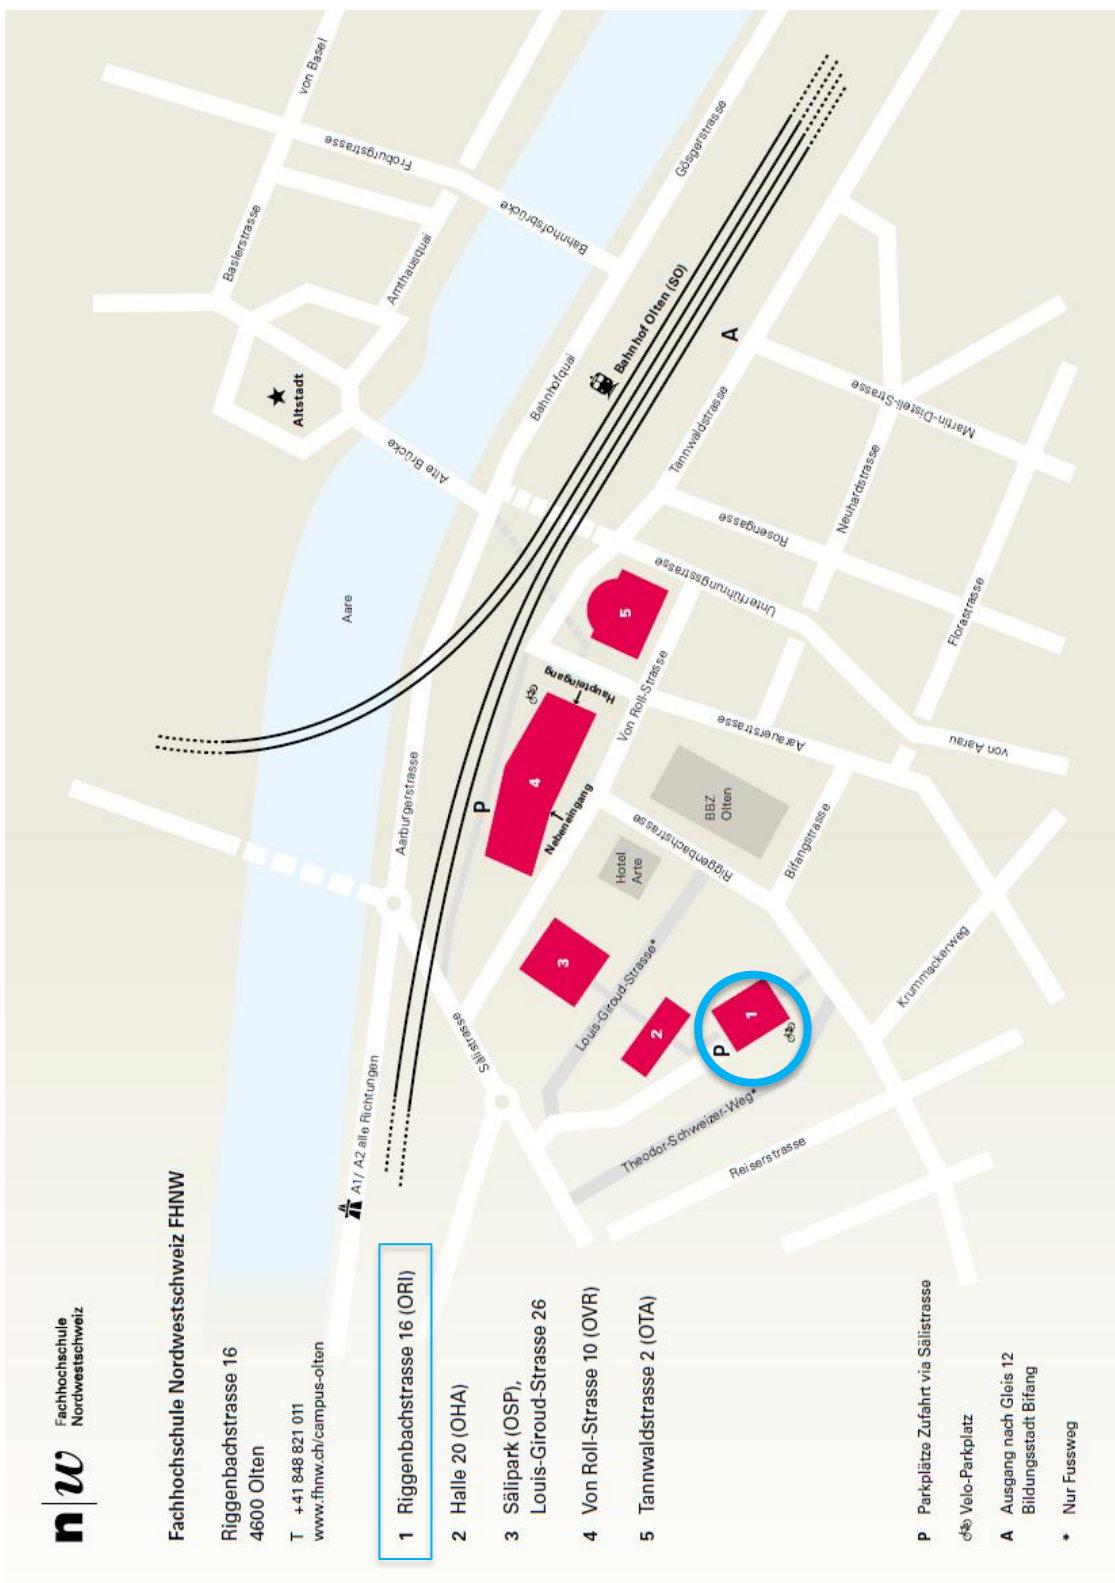 n|w Fachhochschule
Nordwestschweiz
Fachhochschule Nordwestschweiz FHNW
Riggenbachstrasse 16
4600 Olten
T +41 848 821 011
www.fhnw.ch/campus-olten
1 Riggenbachstrasse 16 (ORI)
2 Halle 20 (OHA)
3 Sälipark (OSP),
Louis-Giroud-Strasse 26
4 Von Roll-Strasse 10 (OVR)
5 Tannwaldstrasse 2 (OTA)
P Parkplätze Zufahrt via Sälistrasse
Velo-Parkplatz
A Ausgang nach Gleis 12
Bildungsstadt Bifang
* Nur Fussweg
von Basel
Froburgstrasse
Baslerstrasse
Amthausquai
Bahnhofsbrücke
Gösgerstrasse
Altstadt
Alte Brücke
Bahnhofquai
Bahnhof Olten (SO)
A
Aare
Tannwaldstrasse
Martin-Disteli-Strasse
Neuhardstrasse
Rosengasse
Unterführungsstrasse
Florastrasse
5
Haupteingang
Von Roll-Strasse
Aarauerstrasse
von Aarau
Aarburgerstrasse
P
4
Nebeneingang
Riggenbachstrasse
BBZ
Olten
Hotel
Arte
Bifangstrasse
3
Louis-Giroud-Strasse*
Krummackerweg
Sälistrasse
2
P
1
A1/ A2 alle Richtungen
Theodor-Schweizer-Weg*
Reiserstrasse